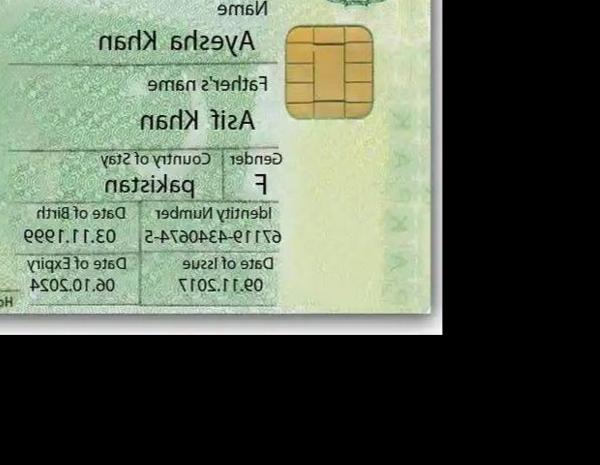 Name
Ayesha Khan
Father's name
Asif Khan
Gender Country of Stay
F pakistan
Identity Number Date of Birth
67119-4340674-5 03.11.1999
Date of Issue Date of Expiry
09.11.2017 06.10.2024